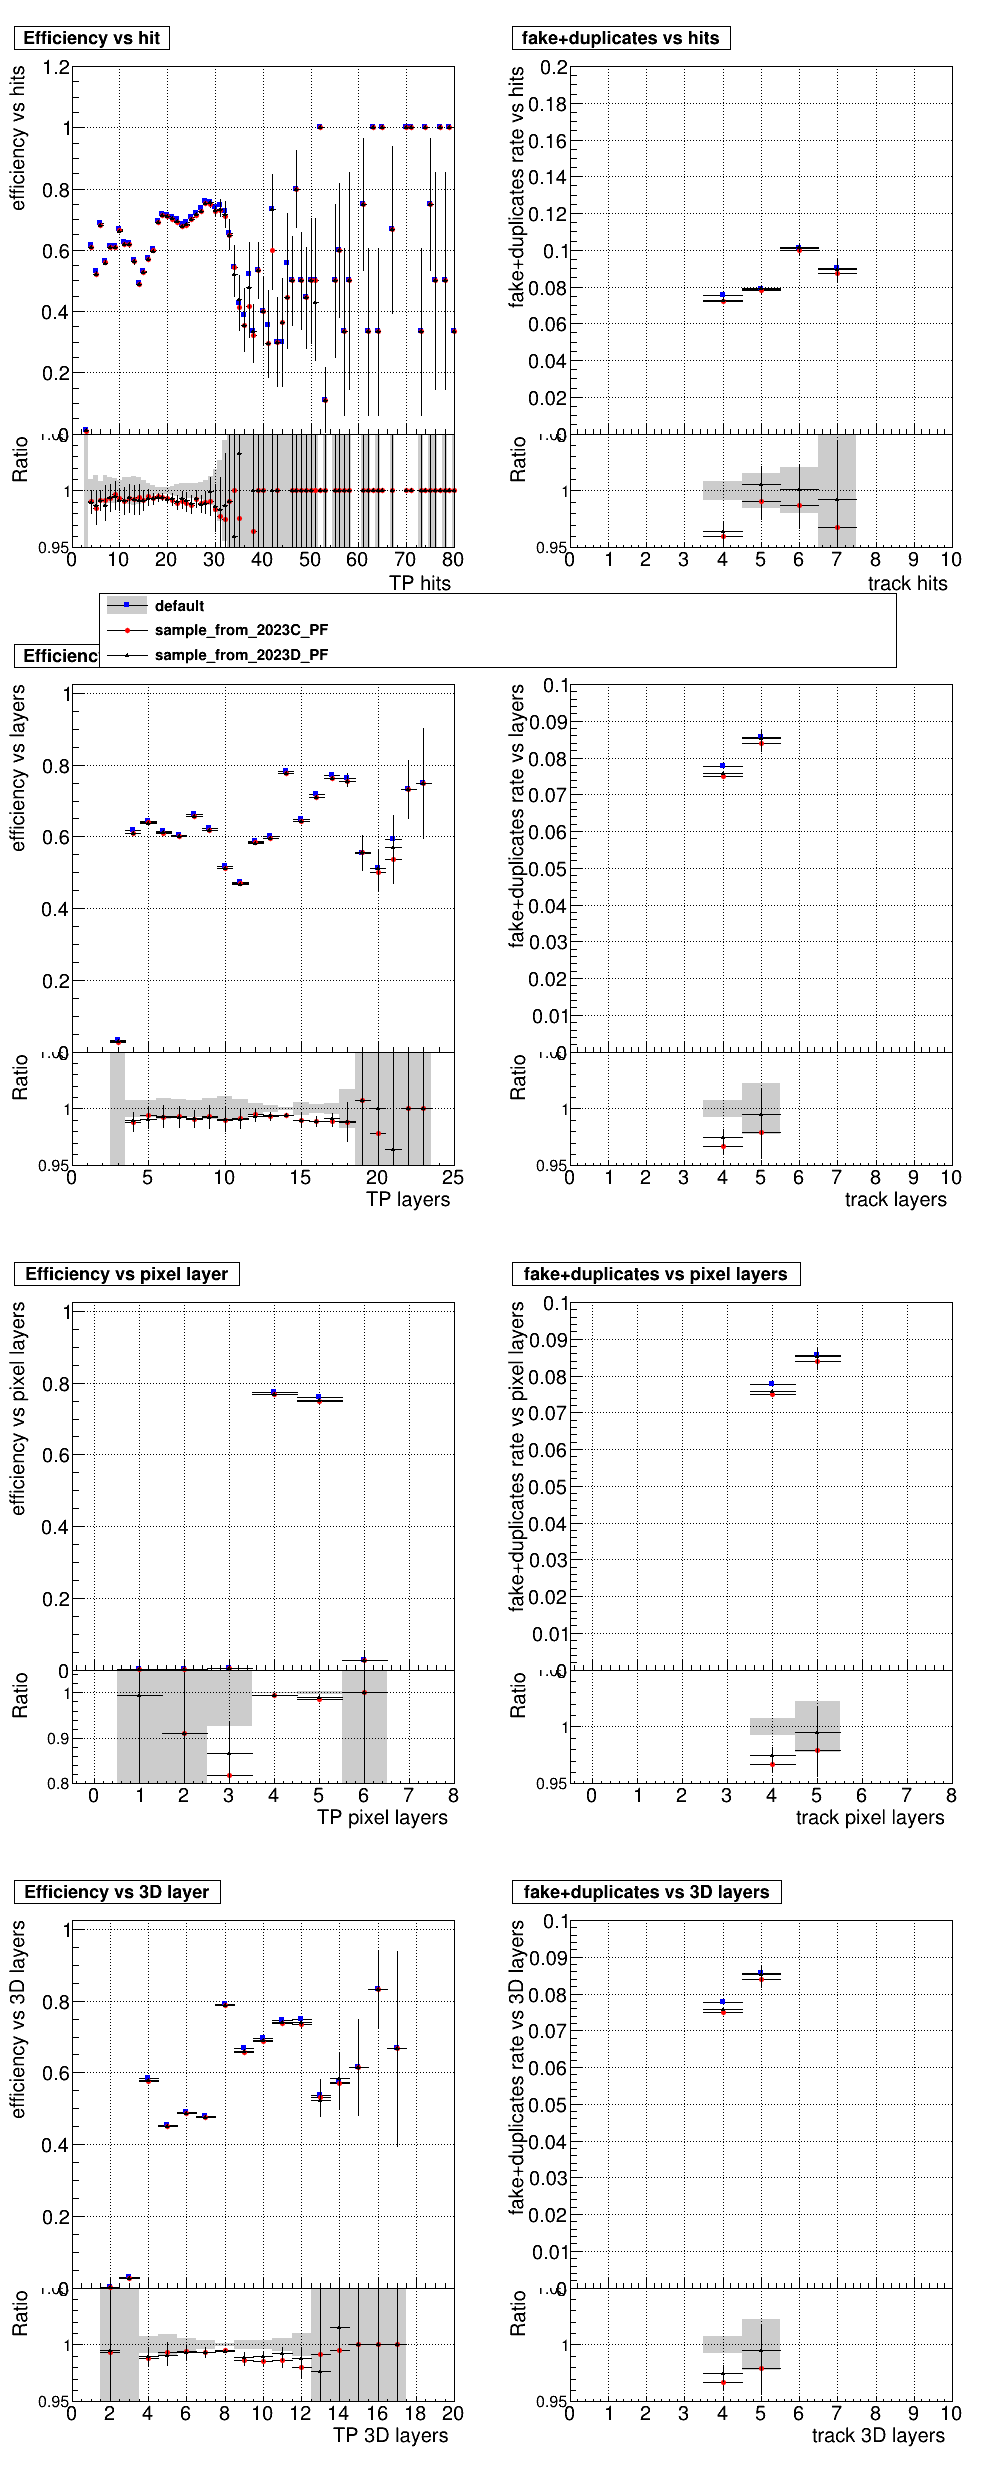 Efficiency vs hit
fake+duplicates vs hits
efficiency vs hits
1.2
1
0.8
0.6
0.4
0.2
0
Ratio
1
0.95
0 10 20 30 40 50 60 70 80
TP hits
fake+duplicates rate vs hits
0.2
0.18
0.16
0.14
0.12
0.1
0.08
0.06
0.04
0.02
0
Ratio
1
0.95
0 1 2 3 4 5 6 7 8 9 10
track hits
default
sample_from_2023C_PF
sample_from_2023D_PF
Efficienc
efficiency vs layers
1
0.8
0.6
0.4
0.2
0
Ratio
1
0.95
0 5 10 15 20 25
TP layers
fake+duplicates rate vs layers
0.1
0.09
0.08
0.07
0.06
0.05
0.04
0.03
0.02
0.01
0
Ratio
1
0.95
0 1 2 3 4 5 6 7 8 9 10
track layers
Efficiency vs pixel layer
fake+duplicates vs pixel layers
efficiency vs pixel layers
1
0.8
0.6
0.4
0.2
0
Ratio
1
0.9
0.8
0 1 2 3 4 5 6 7 8
TP pixel layers
fake+duplicates rate vs pixel layers
0.1
0.09
0.08
0.07
0.06
0.05
0.04
0.03
0.02
0.01
0
Ratio
1
0.95
0 1 2 3 4 5 6 7 8
track pixel layers
Efficiency vs 3D layer
fake+duplicates vs 3D layers
efficiency vs 3D layers
1
0.8
0.6
0.4
0.2
0
Ratio
1
0.95
0 2 4 6 8 10 12 14 16 18 20
TP 3D layers
fake+duplicates rate vs 3D layers
0.1
0.09
0.08
0.07
0.06
0.05
0.04
0.03
0.02
0.01
0
Ratio
1
0.95
0 1 2 3 4 5 6 7 8 9 10
track 3D layers